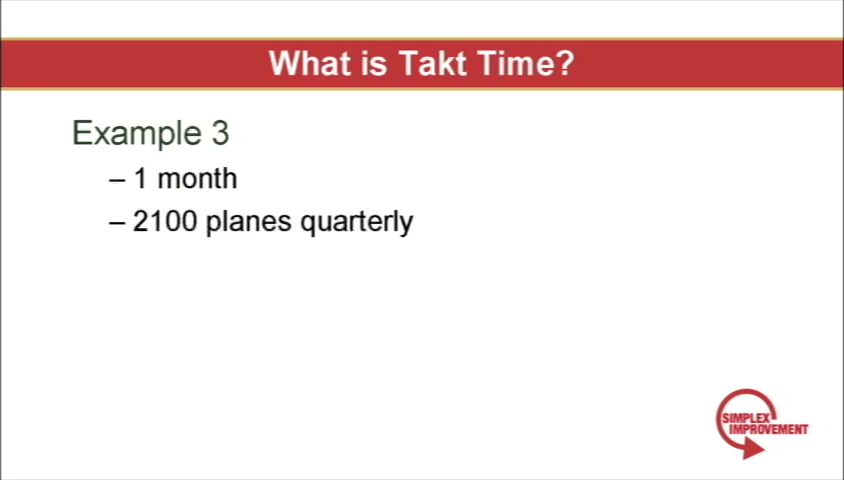 What is Takt Time?
Example 3
– 1 month
– 2100 planes quarterly
SIMPLEX
IMPROVEMENT